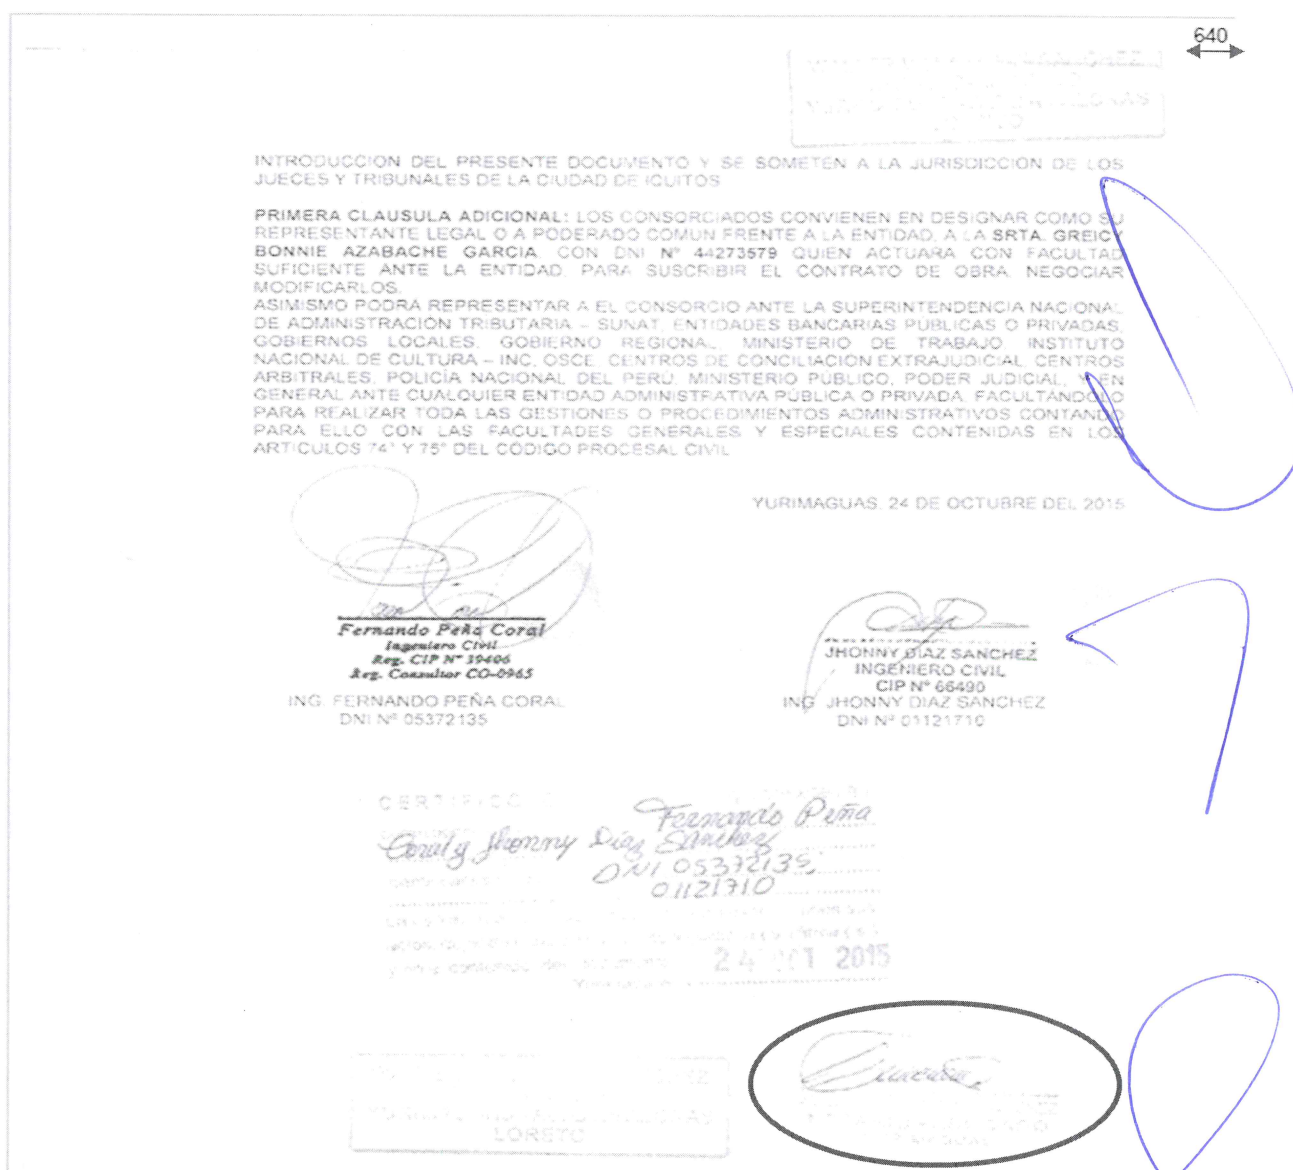 640
INTRODUCCION DEL PRESENTE DOCUMENTO Y SE SOMETEN A LA JURISDICCION DE LOS
JUECES Y TRIBUNALES DE LA CIUDAD DE IQUITOS
PRIMERA CLAUSULA ADICIONAL: LOS CONSORCIADOS CONVIENEN EN DESIGNAR COMO SU
REPRESENTANTE LEGAL O A PODERADO COMUN FRENTE A LA ENTIDAD, A LA SRTA. GREICY
BONNIE AZABACHE GARCIA, CON DNI Nº 44273579 QUIEN ACTUARA CON FACULTAD
SUFICIENTE ANTE LA ENTIDAD, PARA SUSCRIBIR EL CONTRATO DE OBRA, NEGOCIAR
MODIFICARLOS.
ASIMISMO PODRA REPRESENTAR A EL CONSORCIO ANTE LA SUPERINTENDENCIA NACIONAL
DE ADMINISTRACIÓN TRIBUTARIA – SUNAT, ENTIDADES BANCARIAS PUBLICAS O PRIVADAS,
GOBIERNOS LOCALES, GOBIERNO REGIONAL, MINISTERIO DE TRABAJO INSTITUTO
NACIONAL DE CULTURA – INC, OSCE, CENTROS DE CONCILIACION EXTRAJUDICIAL, CENTROS
ARBITRALES, POLICÍA NACIONAL DEL PERÚ, MINISTERIO PÚBLICO, PODER JUDICIAL, Y EN
GENERAL ANTE CUALQUIER ENTIDAD ADMINISTRATIVA PÚBLICA O PRIVADA, FACULTÁNDOLO
PARA REALIZAR TODA LAS GESTIONES O PROCEDIMIENTOS ADMINISTRATIVOS CONTANDO
PARA ELLO CON LAS FACULTADES GENERALES Y ESPECIALES CONTENIDAS EN LOS
ARTICULOS 74° Y 75° DEL CÓDIGO PROCESAL CIVIL
YURIMAGUAS, 24 DE OCTUBRE DEL 2015
Fernando Peña Coral
Ingeniero Civil
Reg. CIP Nº 39406
Reg. Consultor CO-0965
ING. FERNANDO PEÑA CORAL
DNI Nº 05372135
JHONNY DIAZ SANCHEZ
INGENIERO CIVIL
CIP Nº 66490
ING. JHONNY DIAZ SANCHEZ
DNI Nº 01121710
CERTIFICO
Fernando Peña
Coral y Jhonny Díaz Sánchez
DNI 05372135
01121710
24 OCT 2015
LORETO